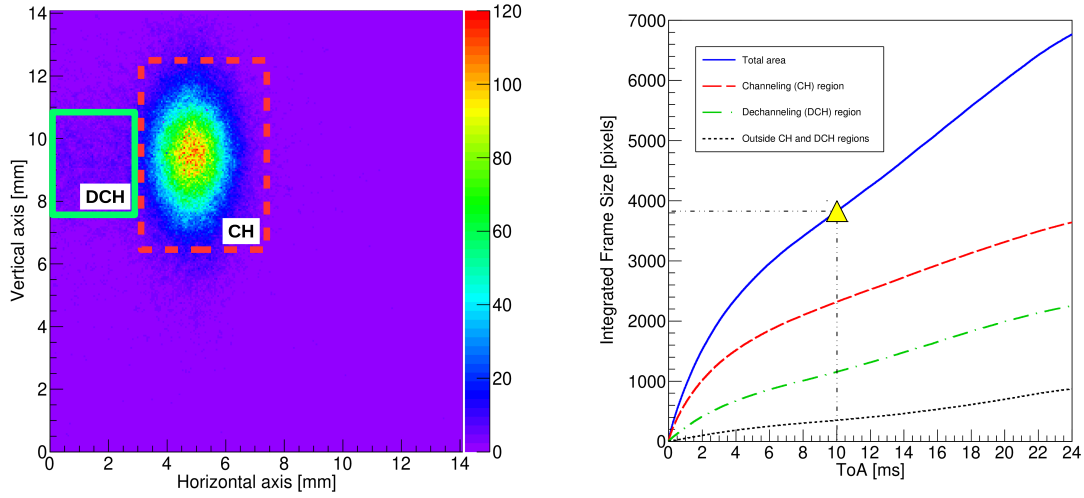 14
12
10
8
6
4
2
0
Vertical axis [mm]
DCH
CH
0 2 4 6 8 10 12 14
Horizontal axis [mm]
120
100
80
60
40
20
0
7000
6000
5000
4000
3000
2000
1000
0
Integrated Frame Size [pixels]
Total area
Channeling (CH) region
Dechanneling (DCH) region
Outside CH and DCH regions
0 2 4 6 8 10 12 14 16 18 20 22 24
ToA [ms]